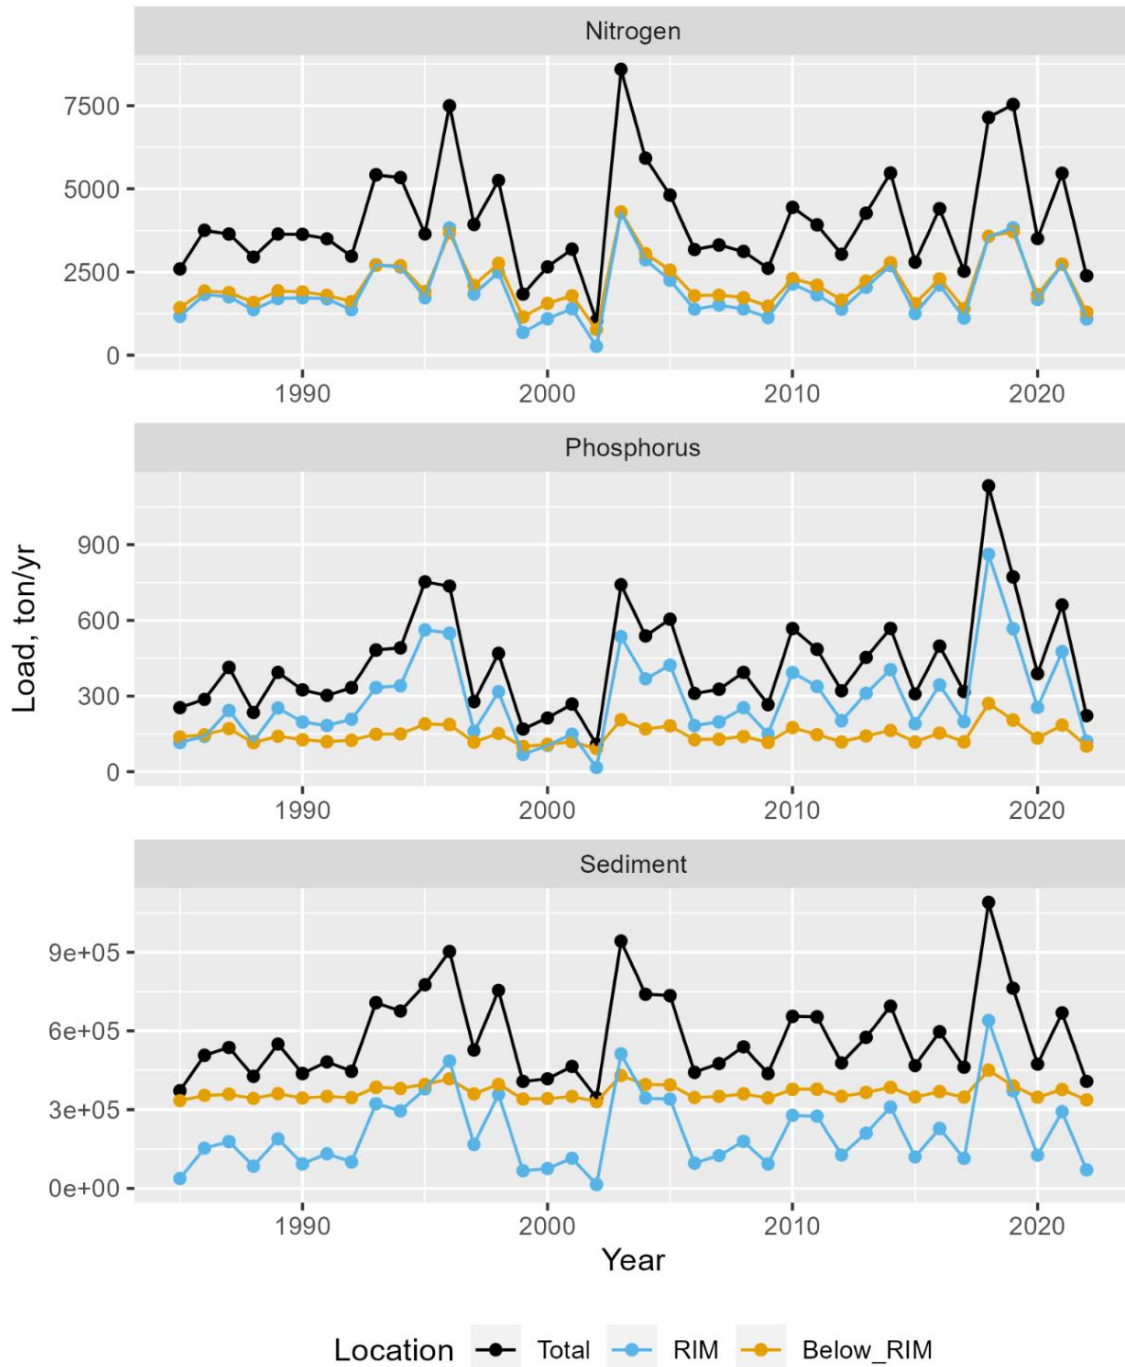 Nitrogen
7500
5000
2500
0
1990 2000 2010 2020
Phosphorus
900
600
300
0
1990 2000 2010 2020
Load, ton/yr
Sediment
9e+05
6e+05
3e+05
0e+00
1990 2000 2010 2020
Year
Location Total RIM Below_RIM